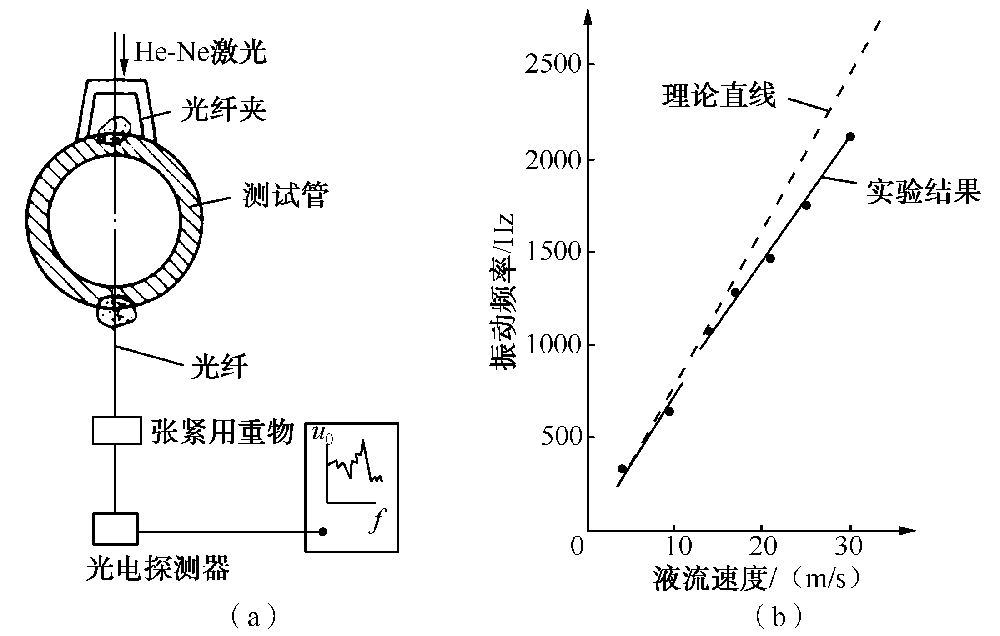 He-Ne激光
光纤夹
测试管
光纤
张紧用重物
u0
f
光电探测器
(a)
2500
2000
1500
1000
500
0
10
20
30
振动频率/Hz
理论直线
实验结果
液流速度/（m/s）
(b)